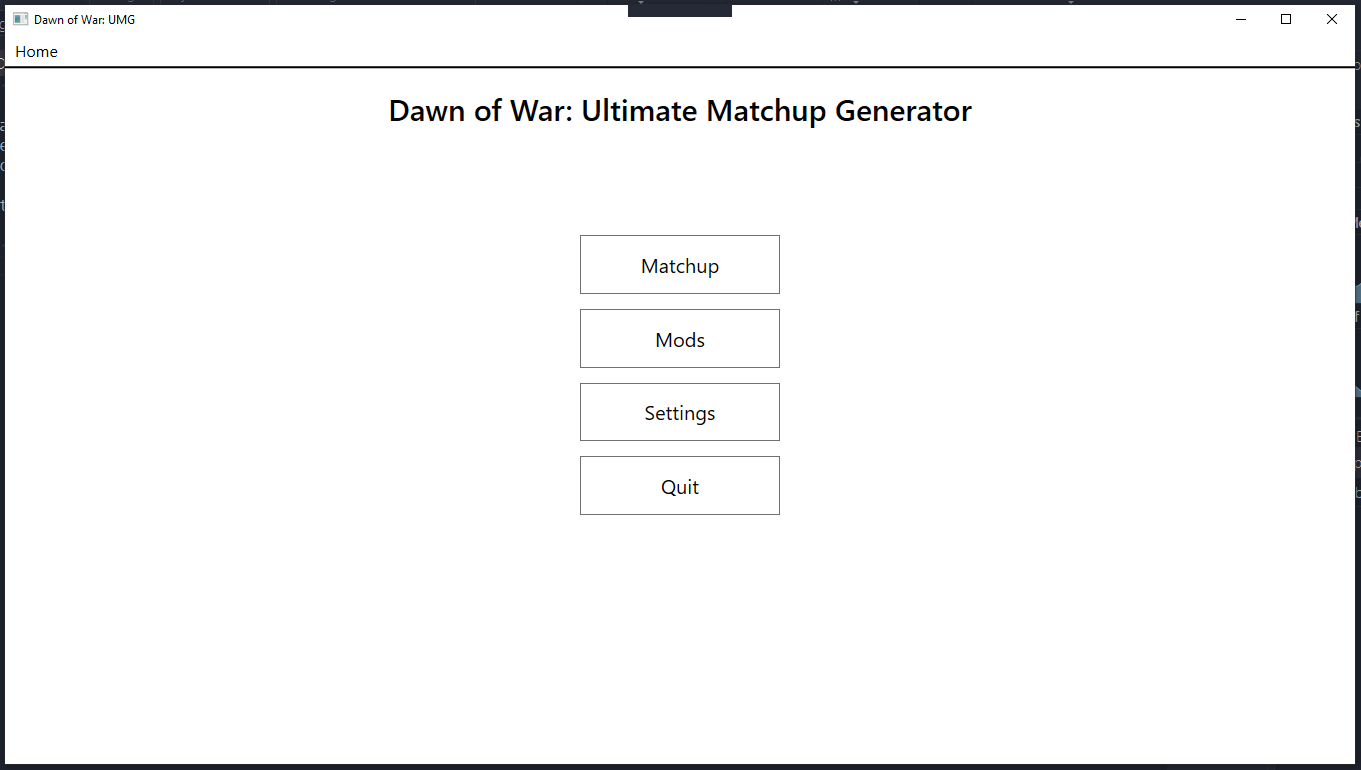 Dawn of War: UMG
Home
Dawn of War: Ultimate Matchup Generator
Matchup
Mods
Settings
Quit